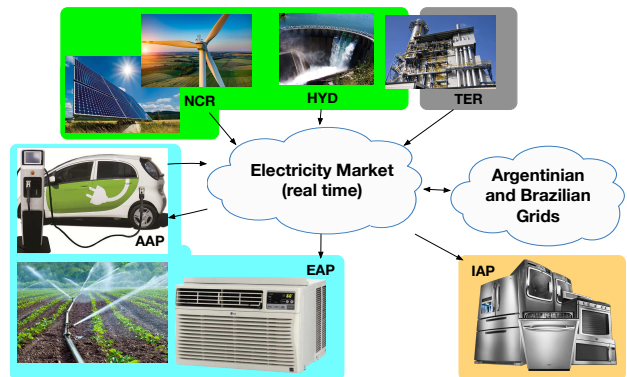 NCR
HYD
TER
Electricity Market
(real time)
Argentinian
and Brazilian
Grids
AAP
EAP
IAP